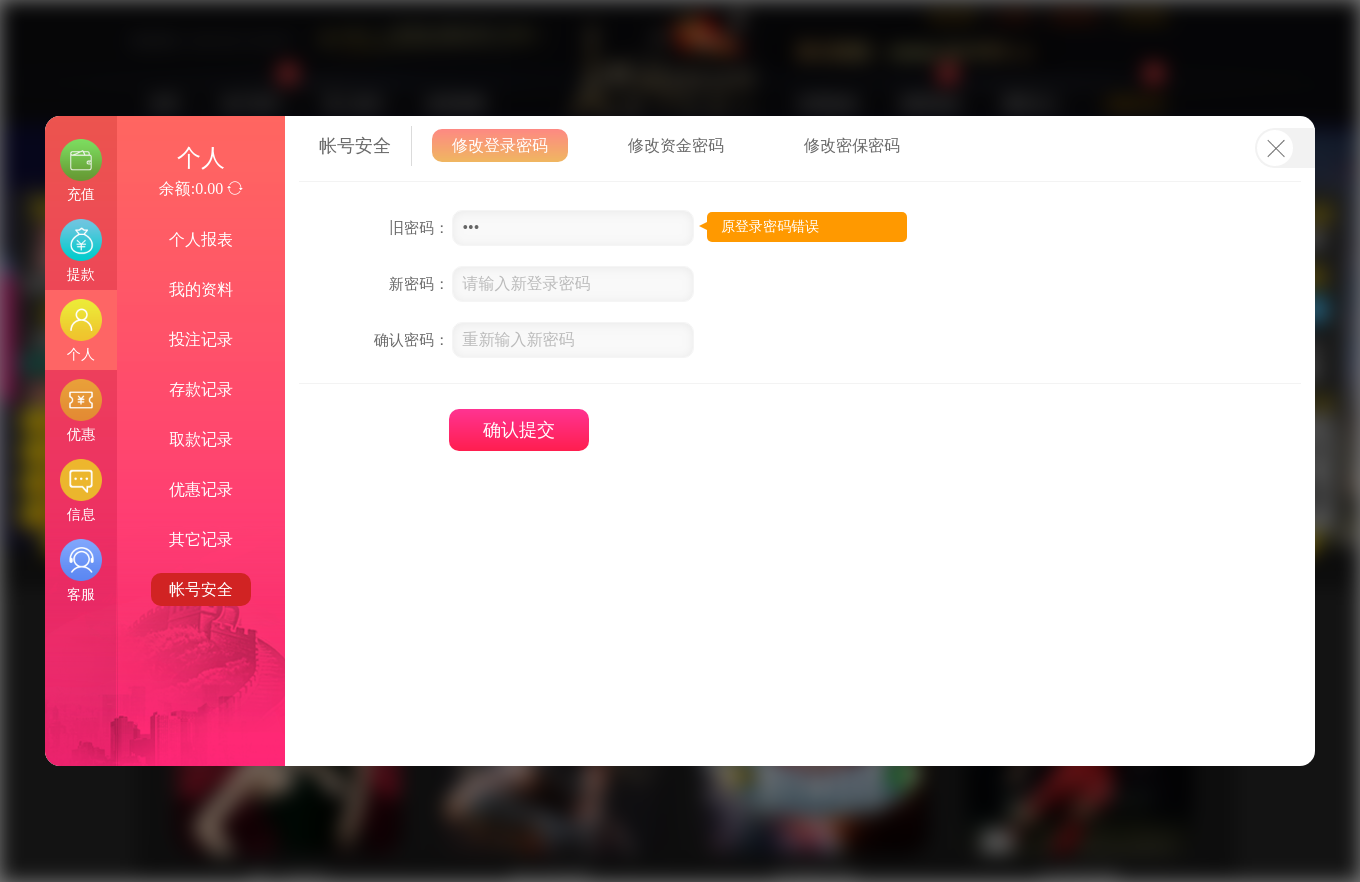 充值
提款
个人
优惠
信息
客服
个人
余额:0.00
个人报表
我的资料
投注记录
存款记录
取款记录
优惠记录
其它记录
帐号安全
帐号安全
修改登录密码
修改资金密码
修改密保密码
旧密码：
•••
原登录密码错误
新密码：
请输入新登录密码
确认密码：
重新输入新密码
确认提交